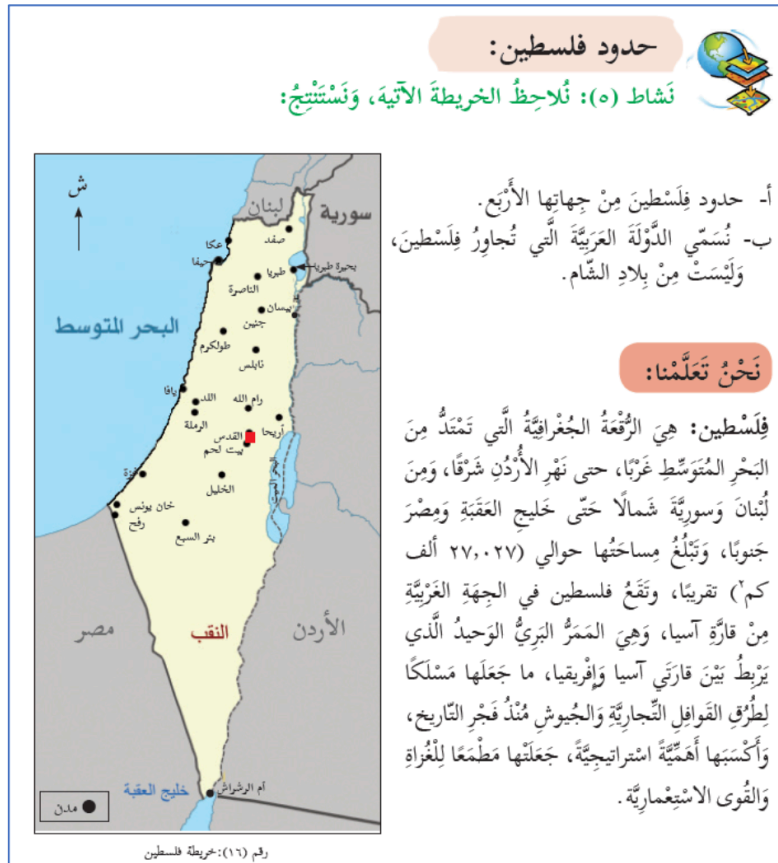 حدود فلسطين:
نَشاط (٥): نُلاحِظُ الخريطةَ الآتيهَ، وَنَسْتَنْتِجُ:
أ- حدود فِلَسْطينَ مِنْ جِهاتِها الأَرْبَع.
ب- نُسَمّي الدَّوْلَةَ العَرَبِيَّةَ الَّتي تُجاوِرُ فِلَسْطينَ،
وَلَيْسَتْ مِنْ بِلادِ الشّام.
نَحْنُ تَعَلَّمْنا:
فِلَسْطين: هِيَ الرُّقْعَةُ الجُغْرافِيَّةُ الَّتي تَمْتَدُّ مِنَ
البَحْرِ المُتَوَسِّطِ غَرْبًا، حتى نَهْرِ الأُرْدُنِ شَرْقًا، وَمِنَ
لُبْنانَ وَسورِيَّةَ شَمالًا حَتّى خَليجِ العَقَبَةِ وَمِصْرَ
جَنوبًا، وَتَبْلُغُ مِساحَتُها حوالي (٢٧,٠٢٧ ألف
كم٢) تقريبًا، وتَقَعُ فلسطين في الجِهَةِ الغَرْبِيَّةِ
مِنْ قارَّةِ آسيا، وَهِيَ المَمَرُّ البَرِيُّ الوَحيدُ الَّذي
يَرْبِطُ بَيْنَ قارَتَي آسيا وَإِفْريقيا، ما جَعَلَها مَسْلَكًا
لِطُرُقِ القَوافِلِ التِّجارِيَّةِ وَالجُيوشِ مُنْذُ فَجْرِ التّاريخ،
وَأَكْسَبَها أَهَمِّيَّةً اسْتراتيجِيَّةً، جَعَلَتْها مَطْمَعًا لِلْغُزاةِ
وَالقُوى الاسْتِعْمارِيَّة.
ش
لبنان
سورية
صفد
عكا
حيفا
بحيرة طبريا
طبريا
الناصرة
بيسان
جنين
البحر المتوسط
طولكرم
نابلس
يافا
اللد
رام الله
الرملة
أريحا
القدس
بيت لحم
البحر الميت
غزة
الخليل
خان يونس
رفح
بئر السبع
مصر
النقب
الأردن
أم الرشراش
خليج العقبة
مدن
رقم (١٦):خريطة فلسطين